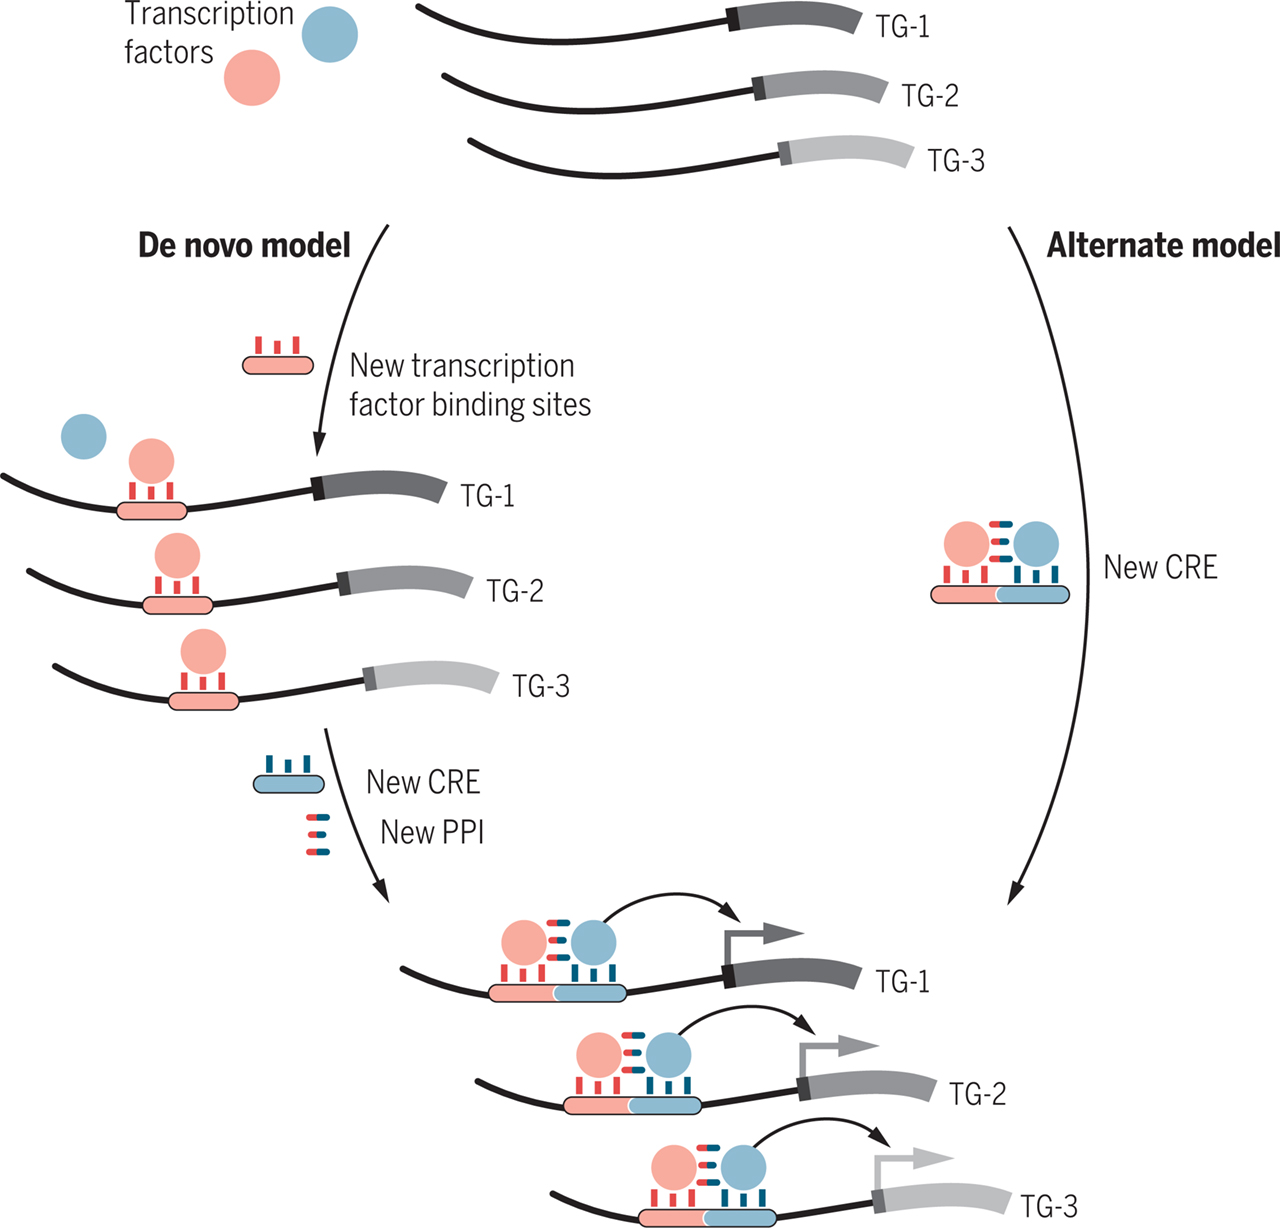 Transcription
factors
TG-1
TG-2
TG-3
De novo model
Alternate model
New transcription
factor binding sites
TG-1
TG-2
TG-3
New CRE
New CRE
New PPI
TG-1
TG-2
TG-3